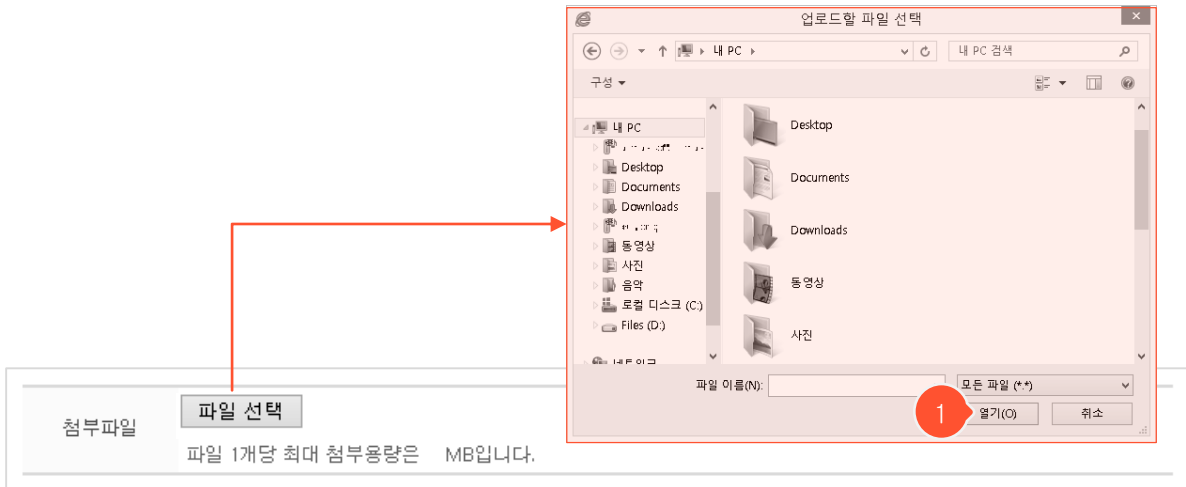 업로드할 파일 선택
내 PC
내 PC 검색
구성
내 PC
Desktop
Documents
Downloads
동영상
사진
음악
로컬 디스크 (C:)
Files (D:)
Desktop
Documents
Downloads
동영상
사진
파일 이름(N):
모든 파일 (*.*)
1
열기(O)
취소
첨부파일
파일 선택
파일 1개당 최대 첨부용량은 MB입니다.